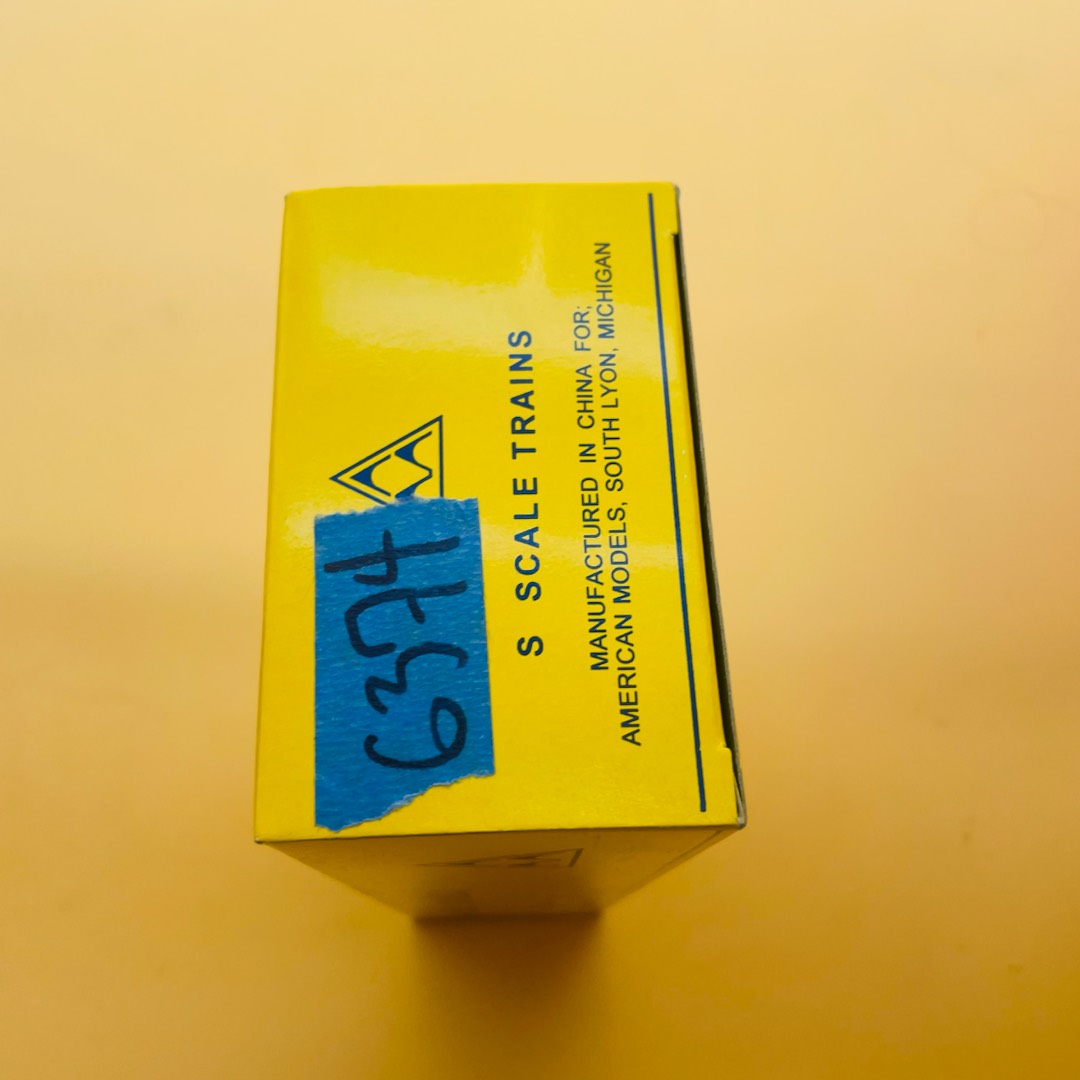 6374
S SCALE TRAINS
MANUFACTURED IN CHINA FOR;
AMERICAN MODELS, SOUTH LYON, MICHIGAN